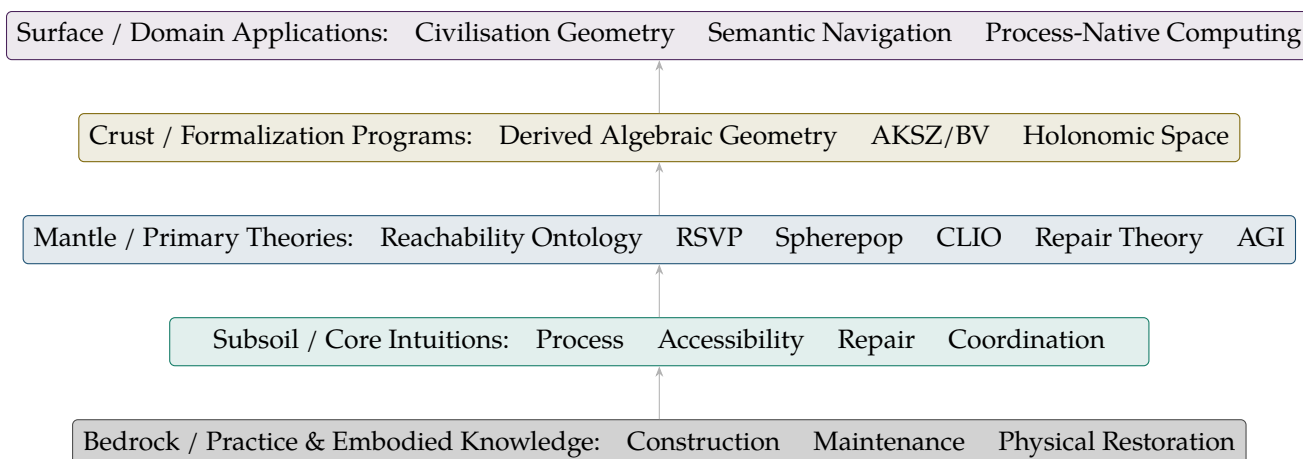 Surface / Domain Applications: Civilisation Geometry Semantic Navigation Process-Native Computing
Crust / Formalization Programs: Derived Algebraic Geometry AKSZ/BV Holonomic Space
Mantle / Primary Theories: Reachability Ontology RSVP Spherepop CLIO Repair Theory AGI
Subsoil / Core Intuitions: Process Accessibility Repair Coordination
Bedrock / Practice & Embodied Knowledge: Construction Maintenance Physical Restoration